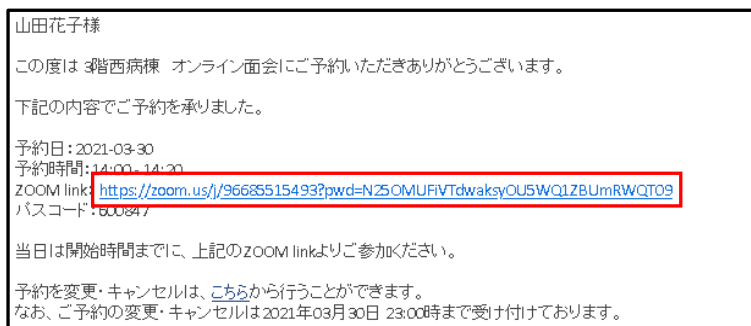 山田花子様
この度は 3階西病棟 オンライン面会にご予約いただきありがとうございます。
下記の内容でご予約を承りました。
予約日：2021-03-30
予約時間：14:00 - 14:20
ZOOM link: https://zoom.us/j/96685515493?pwd=N25OMUFiVTdwaksyOU5WQ1ZBUmRWQT09
パスコード：600847
当日は開始時間までに、上記のZOOM linkよりご参加ください。
予約を変更・キャンセルは、こちらから行うことができます。
なお、ご予約の変更・キャンセルは2021年03月30日 23:00時まで受け付けております。